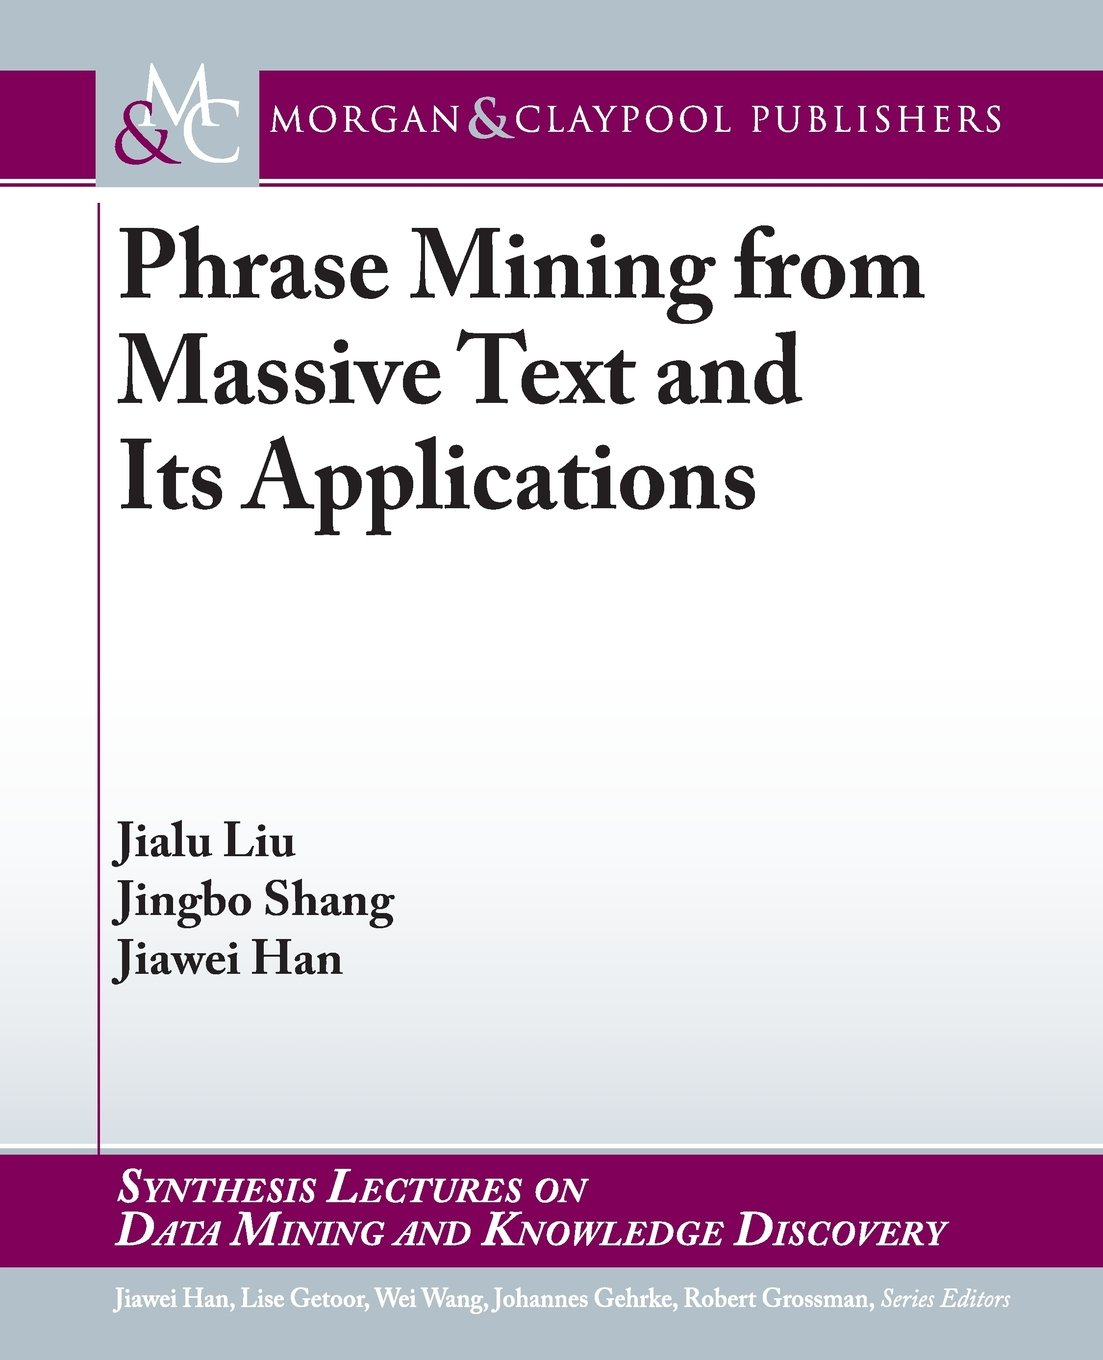 M
&C
MORGAN&CLAYPOOL PUBLISHERS
Phrase Mining from
Massive Text and
Its Applications
Jialu Liu
Jingbo Shang
Jiawei Han
SYNTHESIS LECTURES ON
DATA MINING AND KNOWLEDGE DISCOVERY
Jiawei Han, Lise Getoor, Wei Wang, Johannes Gehrke, Robert Grossman, Series Editors